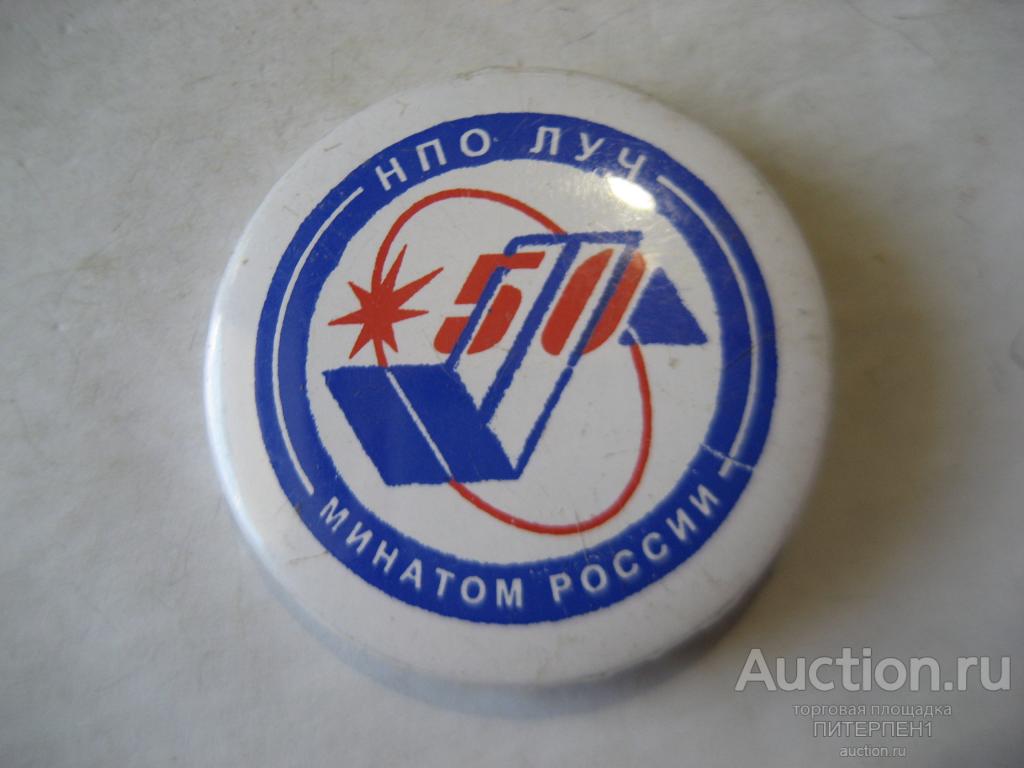 НПО ЛУЧ
50
МИНАТОМ РОССИИ
Auction.ru
торговая площадка
ПИТЕРПЕН1
auction.ru